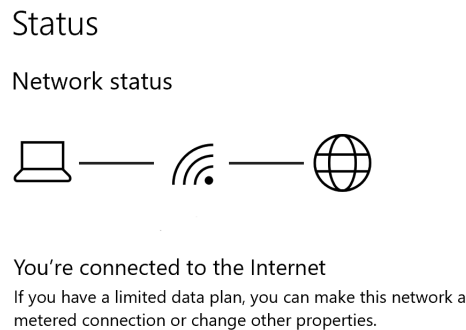 Status
Network status
You’re connected to the Internet
If you have a limited data plan, you can make this network a
metered connection or change other properties.